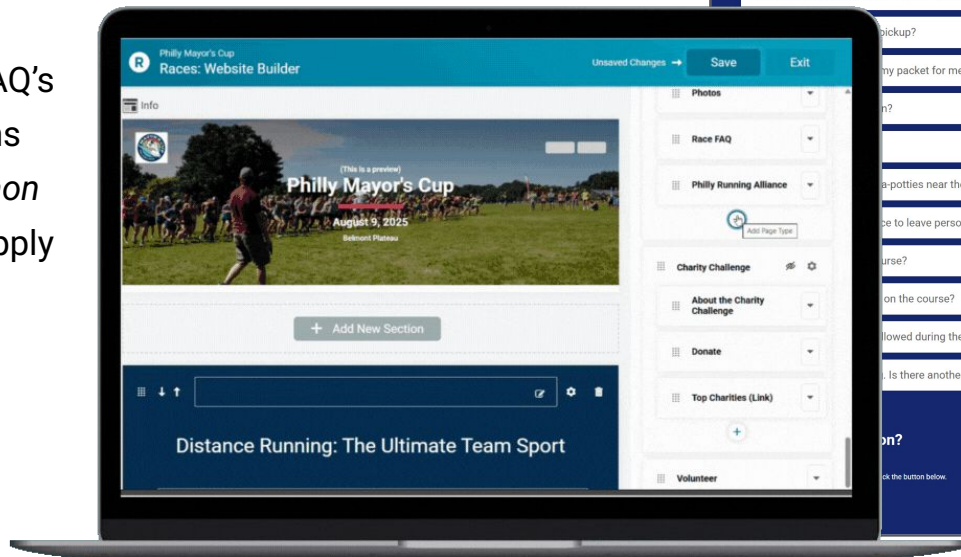 AQ's
as
on
pply
Philly Mayor's Cup
Races: Website Builder
Unsaved Changes → Save Exit
Info
(This is a preview)
Philly Mayor's Cup
August 9, 2025
Belmont Plateau
+ Add New Section
Distance Running: The Ultimate Team Sport
Photos
Race FAQ
Philly Running Alliance
Add Page Type
Charity Challenge
About the Charity
Challenge
Donate
Top Charities (Link)
+
Volunteer
pickup?
my packet for me
n?
a-potties near the
ce to leave perso
urse?
on the course?
llowed during the
. Is there anothe
on?
ck the button below.